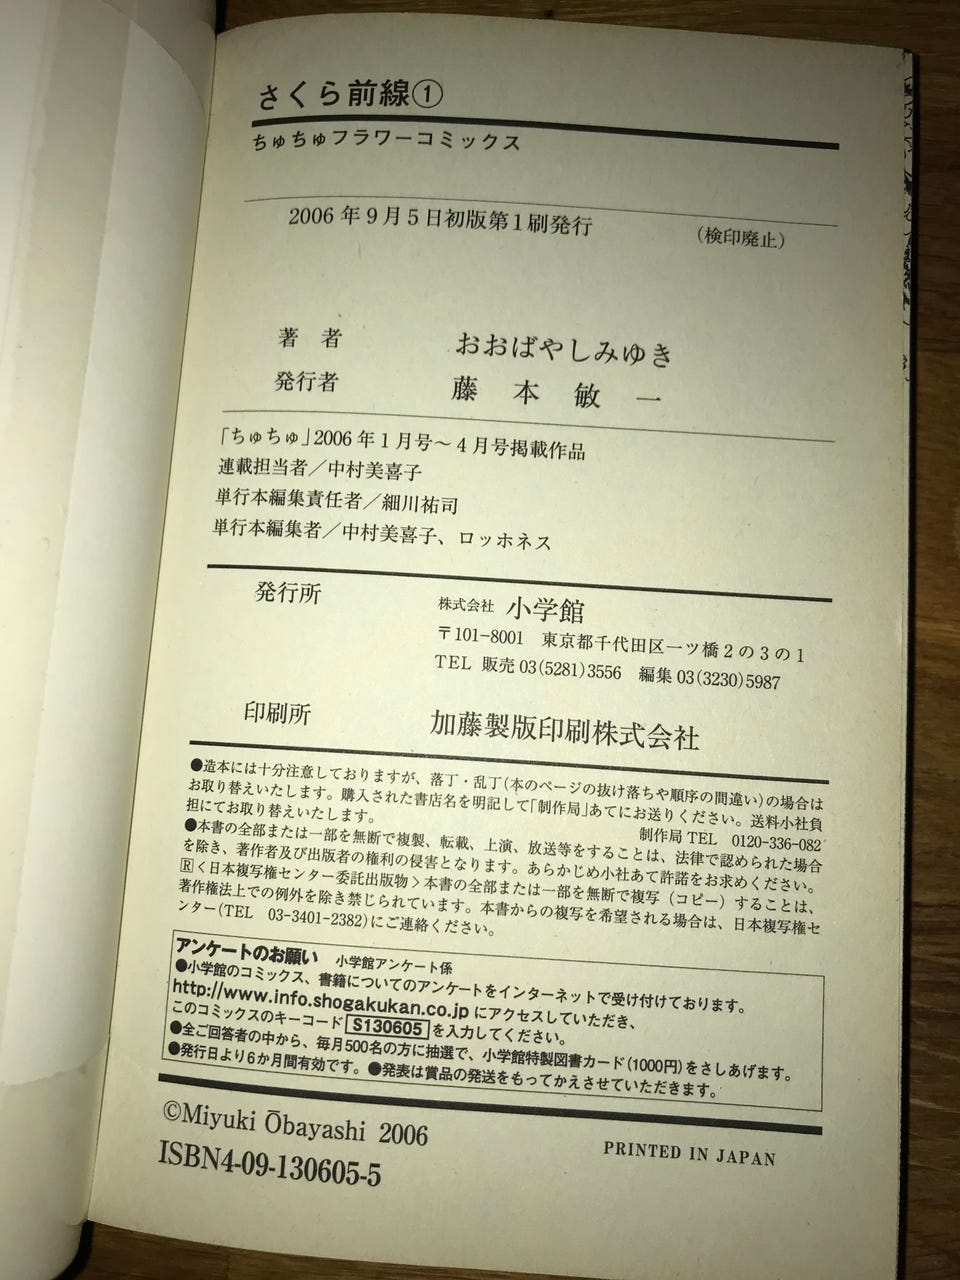 さくら前線①
ちゅちゅフラワーコミックス
2006年9月5日初版第1刷発行
(検印廃止)
著 者 おおばやしみゆき
発行者 藤本敏一
「ちゅちゅ」2006年1月号～4月号掲載作品
連載担当者／中村美喜子
単行本編集責任者／細川祐司
単行本編集者／中村美喜子、ロッホネス
発行所 株式会社 小学館
〒101-8001 東京都千代田区一ツ橋2の3の1
TEL 販売03(5281)3556 編集03(3230)5987
印刷所 加藤製版印刷株式会社
●造本には十分注意しておりますが、落丁・乱丁(本のページの抜け落ちや順序の間違い)の場合は
お取り替えいたします。購入された書店名を明記して「制作局」あてにお送りください。送料小社負
担にてお取り替えいたします。 制作局TEL 0120-336-082
●本書の全部または一部を無断で複製、転載、上演、放送等をすることは、法律で認められた場合
を除き、著作者及び出版者の権利の侵害となります。あらかじめ小社あて許諾をお求めください。
Ⓡ<日本複写権センター委託出版物>本書の全部または一部を無断で複写(コピー)することは、
著作権法上での例外を除き禁じられています。本書からの複写を希望される場合は、日本複写権セ
ンター(TEL 03-3401-2382)にご連絡ください。
アンケートのお願い 小学館アンケート係
●小学館のコミックス、書籍についてのアンケートをインターネットで受け付けております。
http://www.info.shogakukan.co.jpにアクセスしていただき、
このコミックスのキーコード S130605 を入力してください。
●全ご回答者の中から、毎月500名の方に抽選で、小学館特製図書カード(1000円)をさしあげます。
●発行日より6か月間有効です。●発表は賞品の発送をもってかえさせていただきます。
©Miyuki Ōbayashi 2006
PRINTED IN JAPAN
ISBN4-09-130605-5